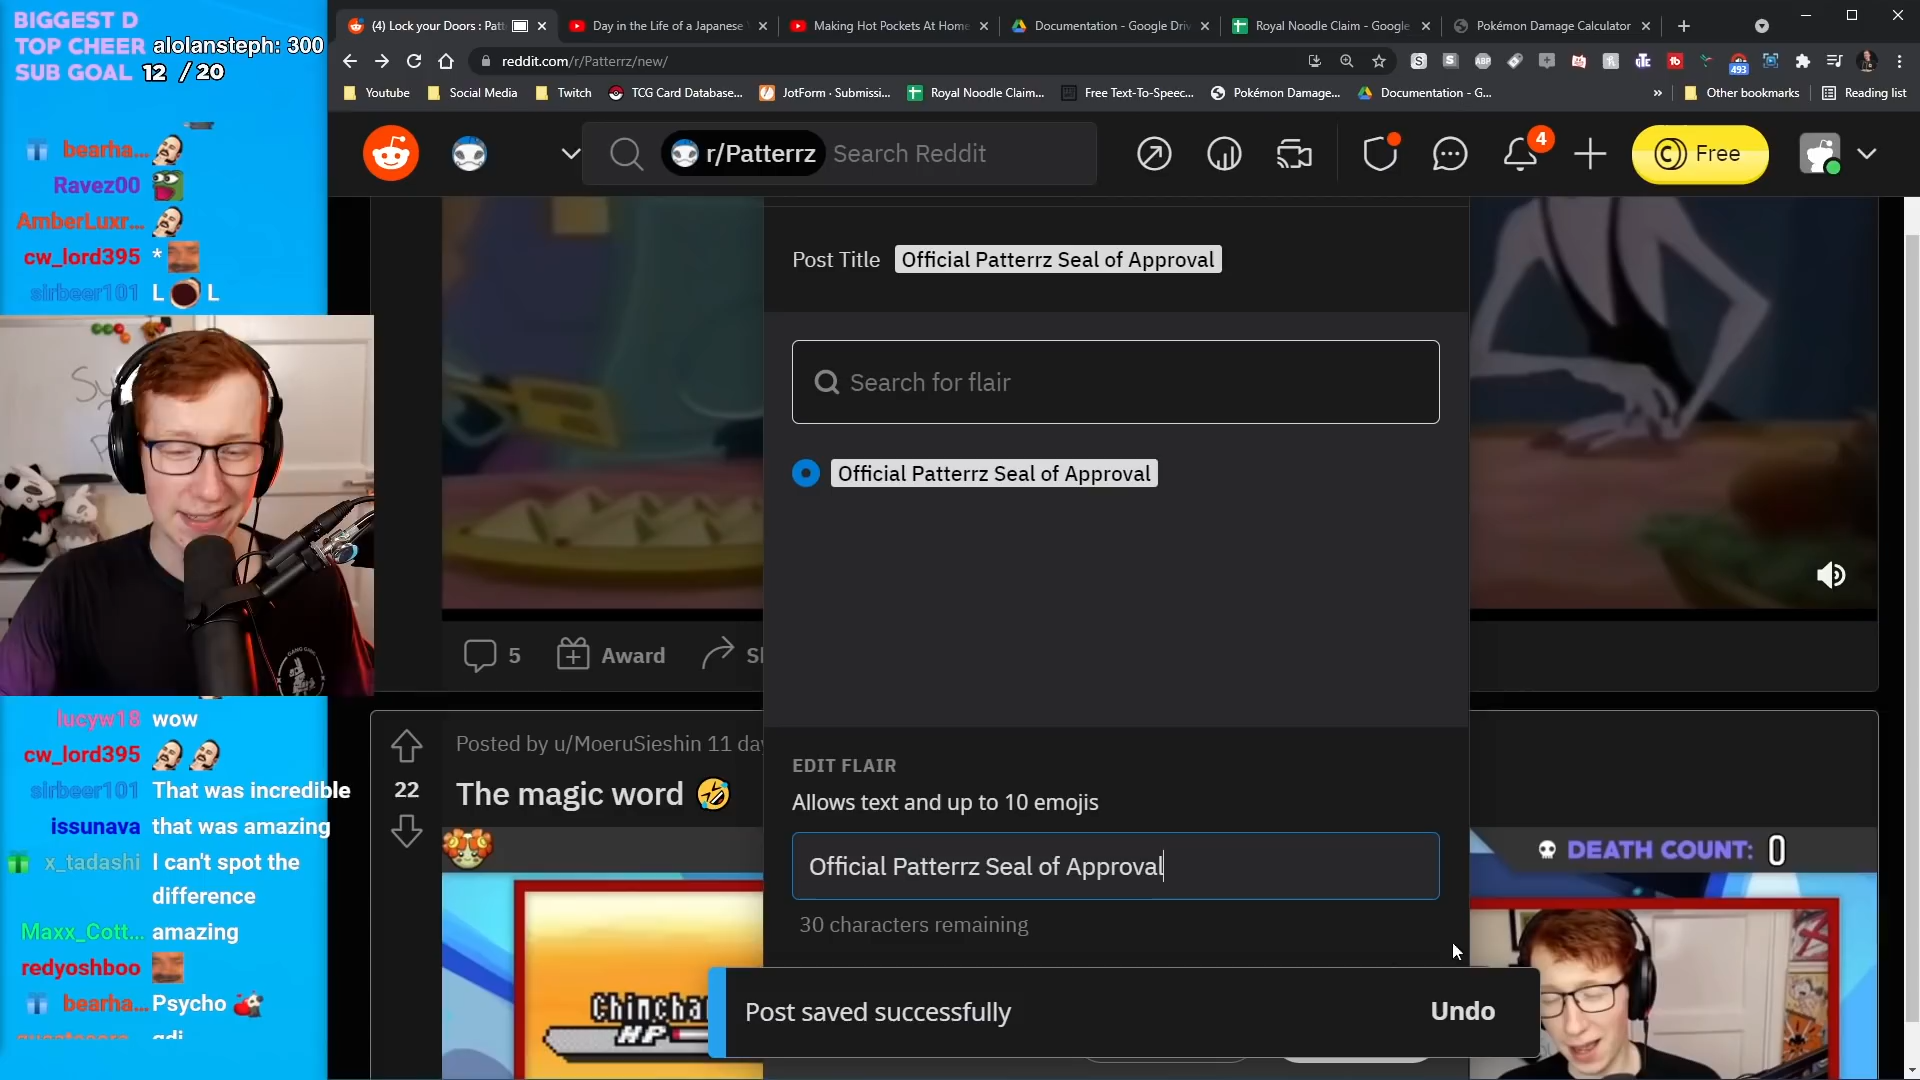 BIGGEST D
TOP CHEER alolansteph: 300
SUB GOAL 12 / 20
bearha...
Ravez00
AmberLuxr...
cw_lord395 *
sirbeer101 L L
lucyw18 wow
cw_lord395
sirbeer101 That was incredible
issunava that was amazing
x_tadashi I can't spot the
difference
Maxx_Cott... amazing
redyoshboo
bearha... Psycho
(4) Lock your Doors : Patt
Day in the Life of a Japanese
Making Hot Pockets At Home
Documentation - Google Driv
Royal Noodle Claim - Google
Pokémon Damage Calculator
reddit.com/r/Patterrz/new/
ABP
493
Youtube
Social Media
Twitch
TCG Card Database...
JotForm · Submissi...
Royal Noodle Claim...
Free Text-To-Speec...
Pokémon Damage...
Documentation - G...
»
Other bookmarks
Reading list
r/Patterrz Search Reddit
4
Free
Post Title Official Patterrz Seal of Approval
Search for flair
Official Patterrz Seal of Approval
5
Award
EDIT FLAIR
Allows text and up to 10 emojis
Official Patterrz Seal of Approval
30 characters remaining
Post saved successfully
Undo
22
Posted by u/MoeruSieshin 11 da
The magic word 🤣
DEATH COUNT: 0
Chincha
HP